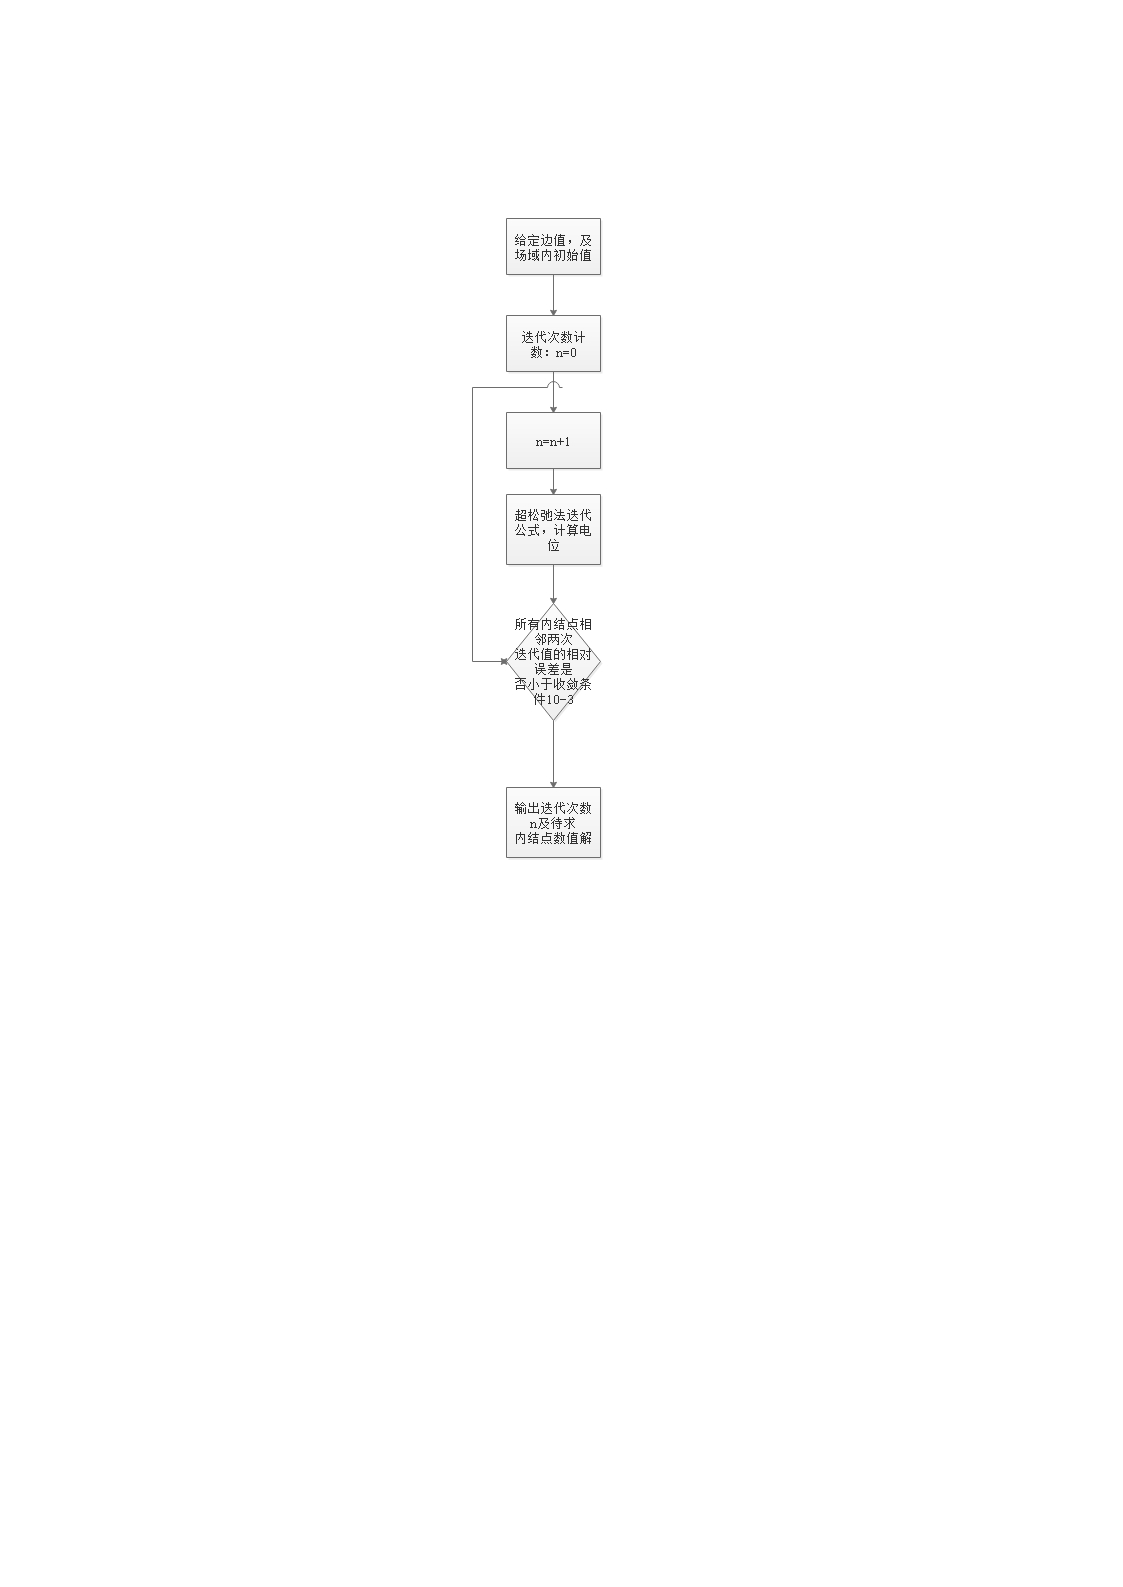 给定边值，及
场域内初始值
迭代次数计
数：n=0
n=n+1
超松弛法迭代
公式，计算电
位
所有内结点相
邻两次
迭代值的相对
误差是
否小于收敛条
件10-3
输出迭代次数
n及待求
内结点数值解